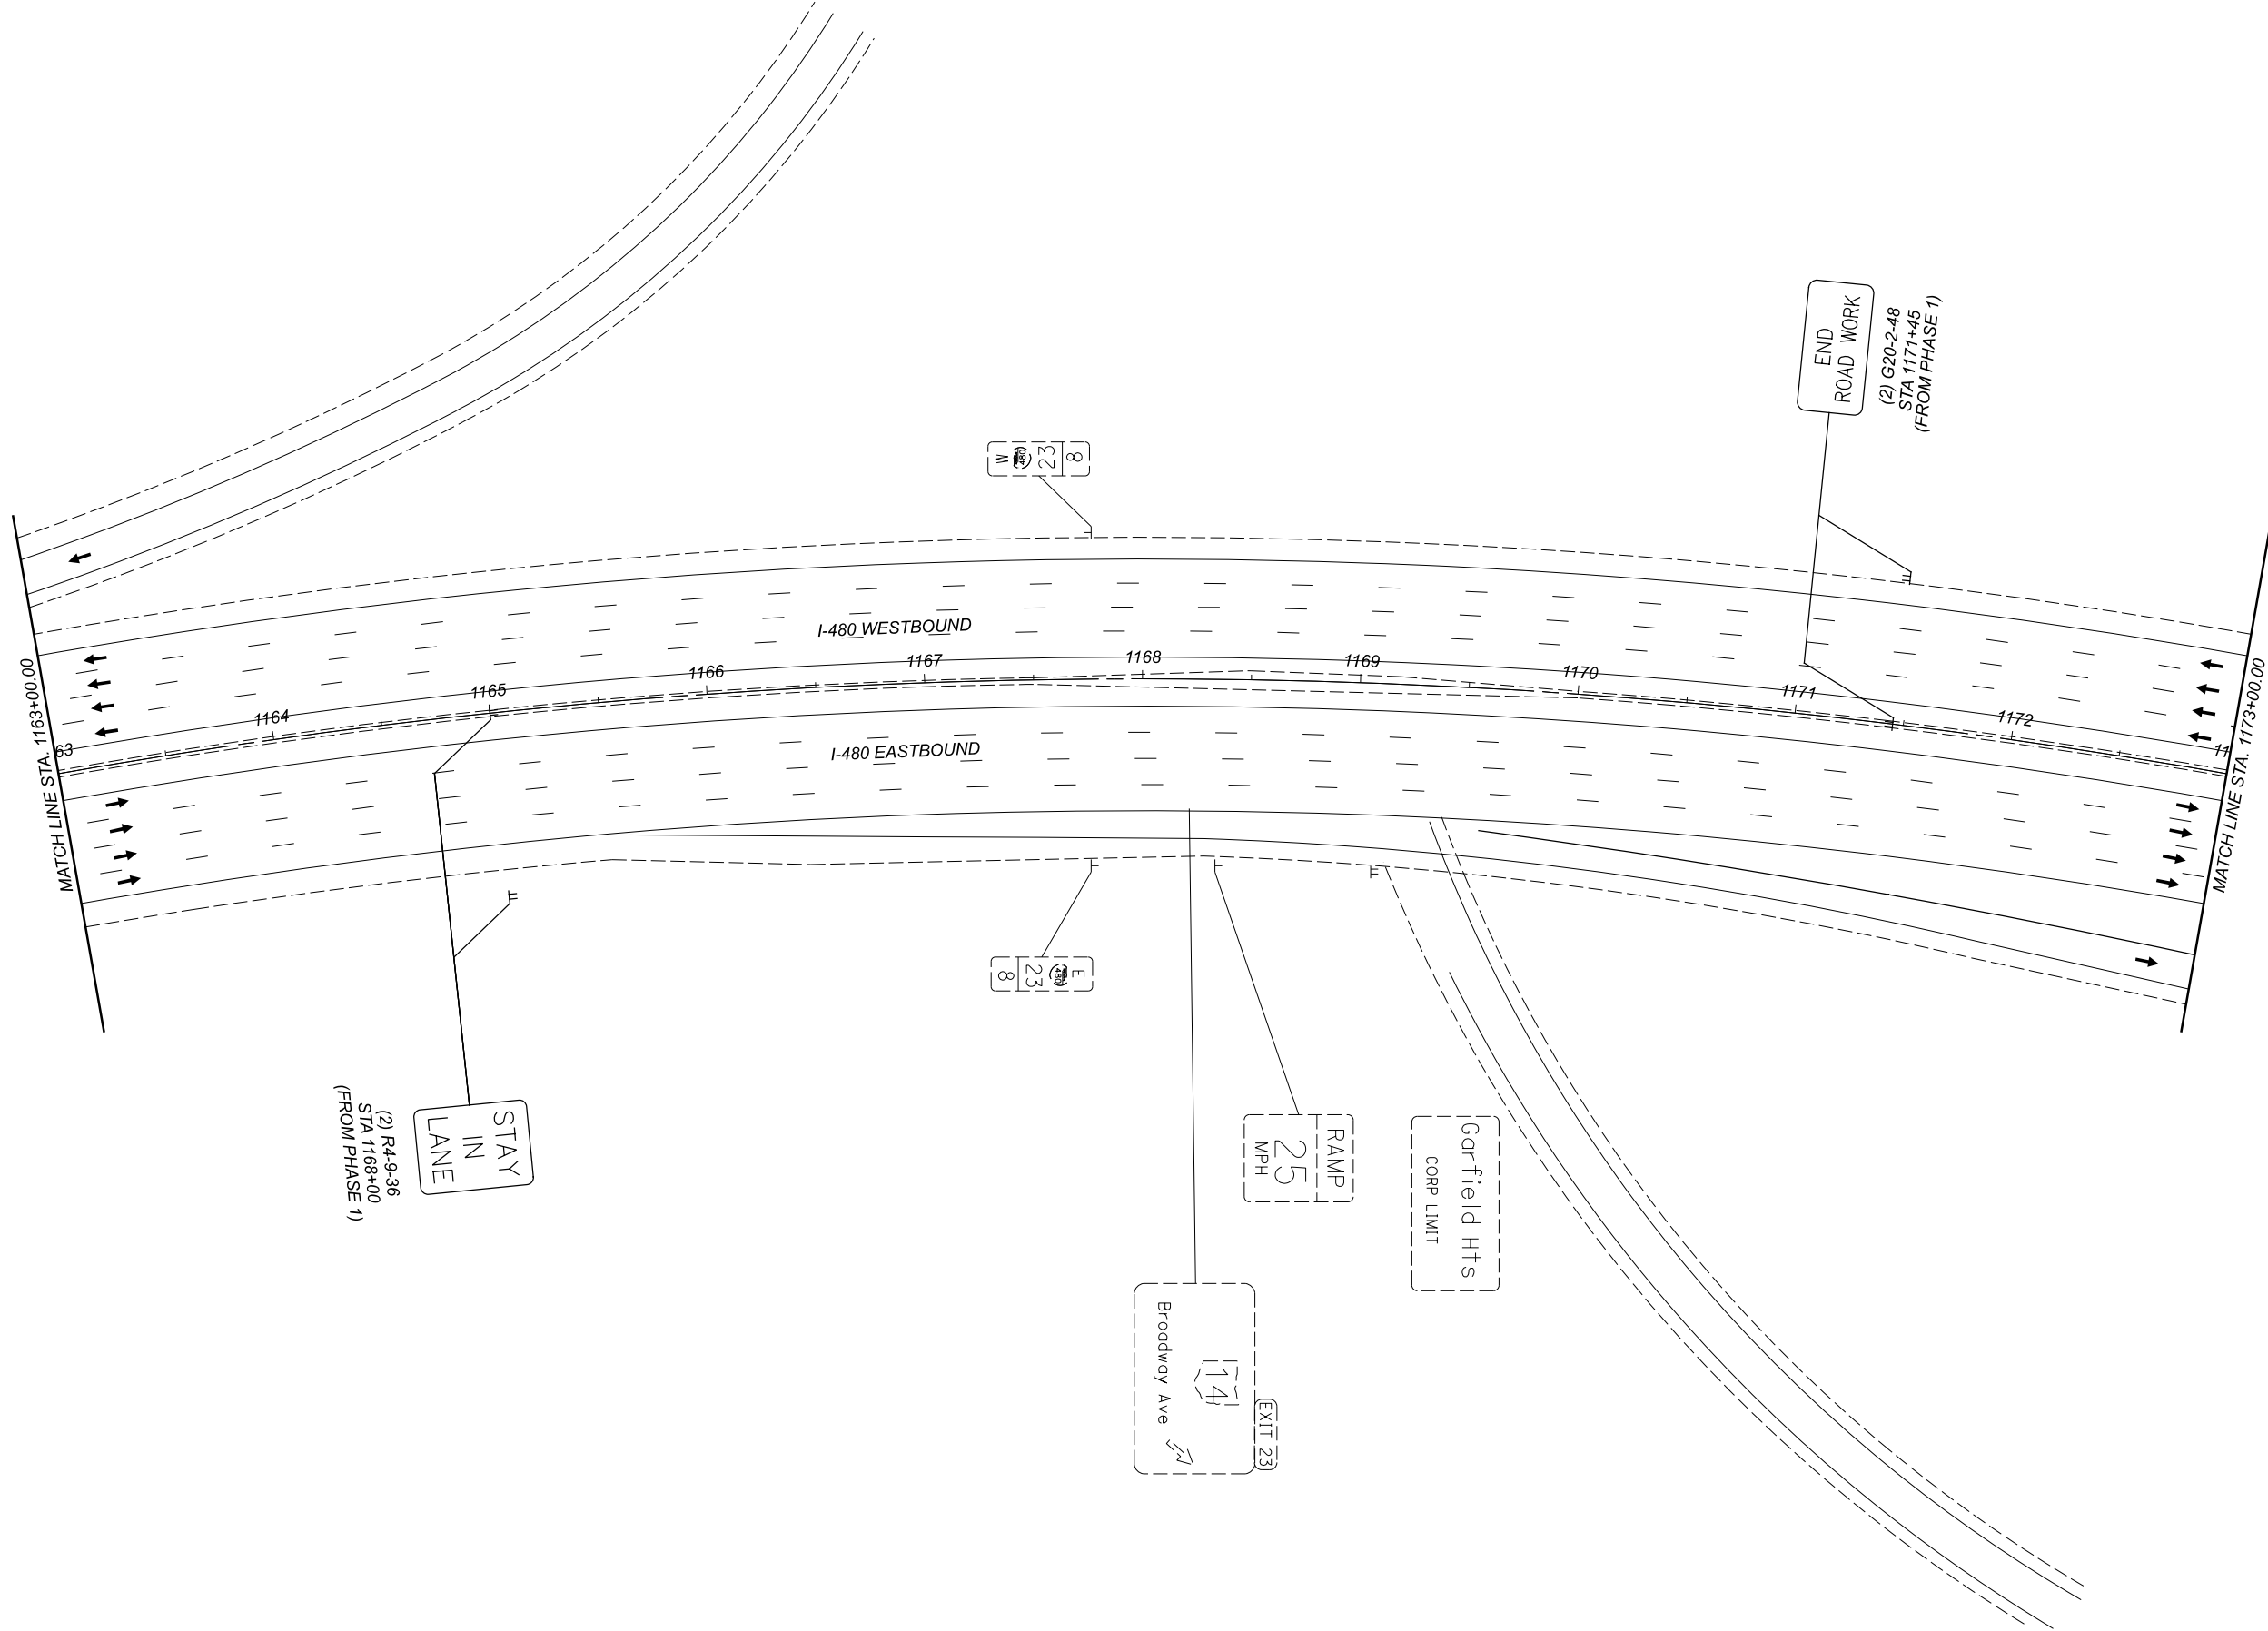 END
ROAD WORK
(2) G20-2-48
STA 1171+45
(FROM PHASE 1)
8
23
480
W
I-480 WESTBOUND
MATCH LINE STA. 1163+00.00
63
1164
1165
1166
1167
1168
1169
1170
1171
1172
11
MATCH LINE STA. 1173+00.00
I-480 EASTBOUND
E
480
23
8
STAY
IN
LANE
(2) R4-9-36
STA 1168+00
(FROM PHASE 1)
RAMP
25
MPH
Garfield Hts
CORP LIMIT
EXIT 23
14
Broadway Ave